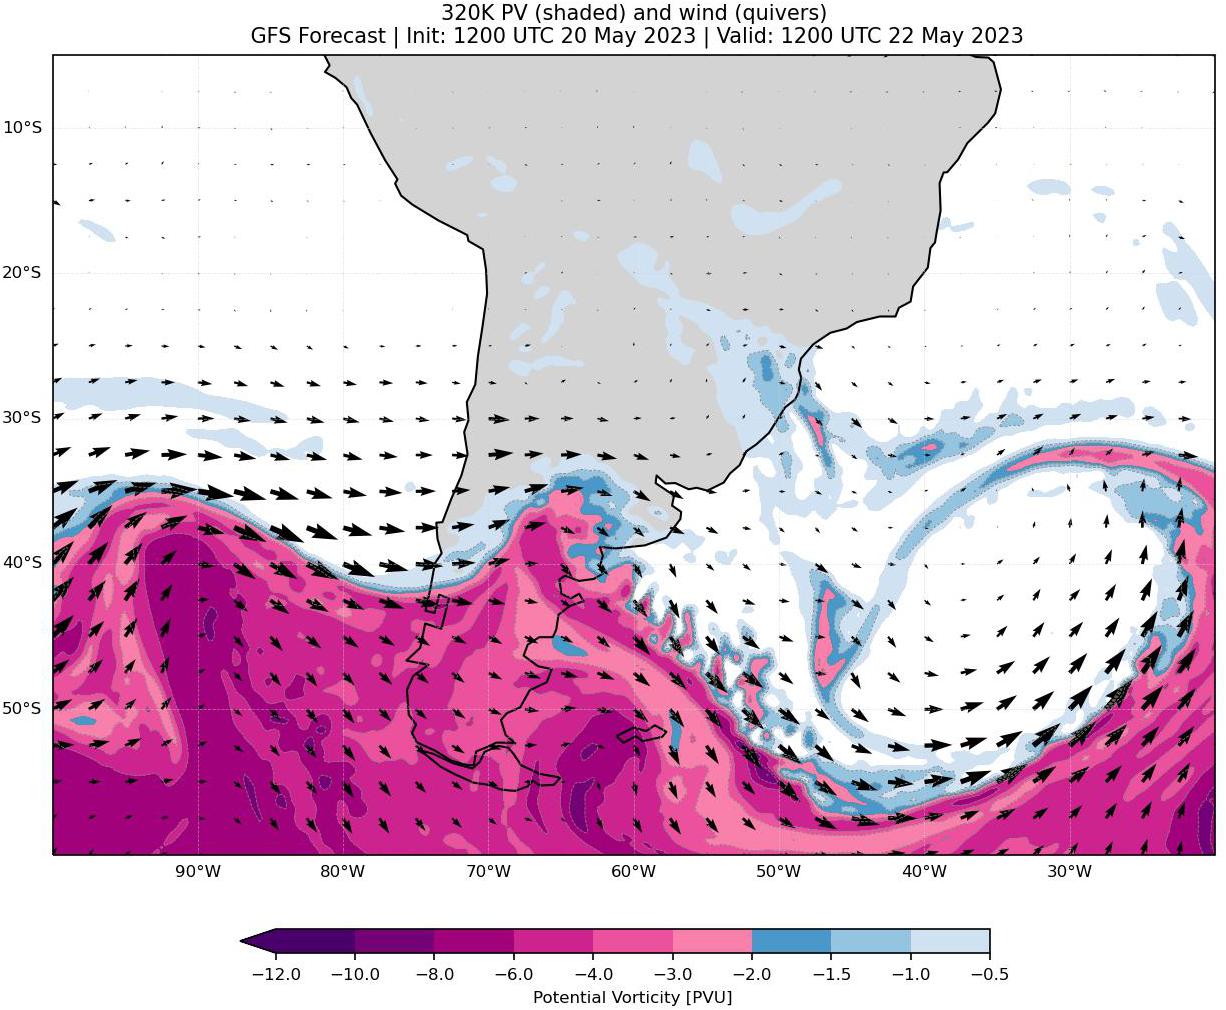 320K PV (shaded) and wind (quivers)
GFS Forecast | Init: 1200 UTC 20 May 2023 | Valid: 1200 UTC 22 May 2023
10°S
20°S
30°S
40°S
50°S
90°W 80°W 70°W 60°W 50°W 40°W 30°W
−12.0 −10.0 −8.0 −6.0 −4.0 −3.0 −2.0 −1.5 −1.0 −0.5
Potential Vorticity [PVU]